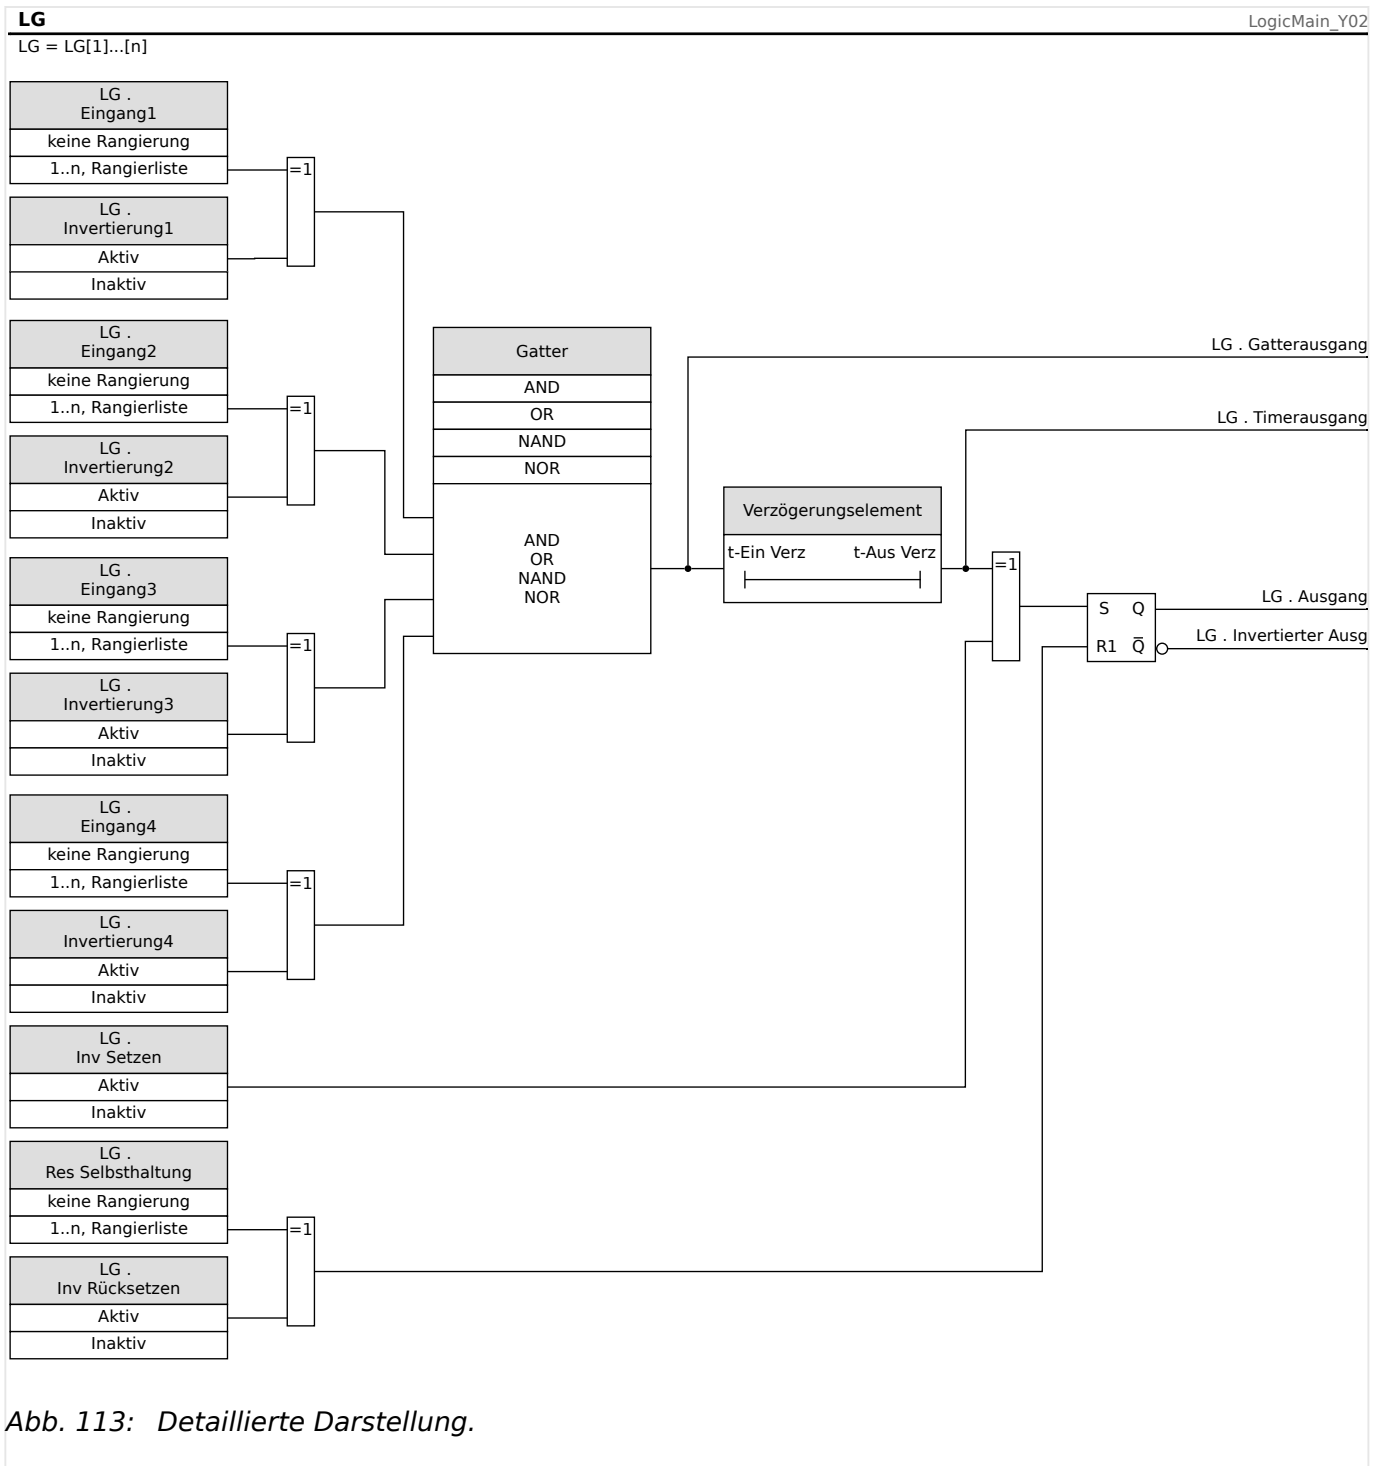 LG
LogicMain_Y02
LG = LG[1]...[n]
LG .
Eingang1
keine Rangierung
1..n, Rangierliste
=1
LG .
Invertierung1
Aktiv
Inaktiv
LG .
Eingang2
keine Rangierung
1..n, Rangierliste
=1
LG .
Invertierung2
Aktiv
Inaktiv
LG .
Eingang3
keine Rangierung
1..n, Rangierliste
=1
LG .
Invertierung3
Aktiv
Inaktiv
LG .
Eingang4
keine Rangierung
1..n, Rangierliste
=1
LG .
Invertierung4
Aktiv
Inaktiv
LG .
Inv Setzen
Aktiv
Inaktiv
LG .
Res Selbsthaltung
keine Rangierung
1..n, Rangierliste
=1
LG .
Inv Rücksetzen
Aktiv
Inaktiv
Gatter
AND
OR
NAND
NOR
AND
OR
NAND
NOR
Verzögerungselement
t-Ein Verz t-Aus Verz
=1
S Q
R1 Q̅
LG . Gatterausgang
LG . Timerausgang
LG . Ausgang
LG . Invertierter Ausg
Abb. 113: Detaillierte Darstellung.